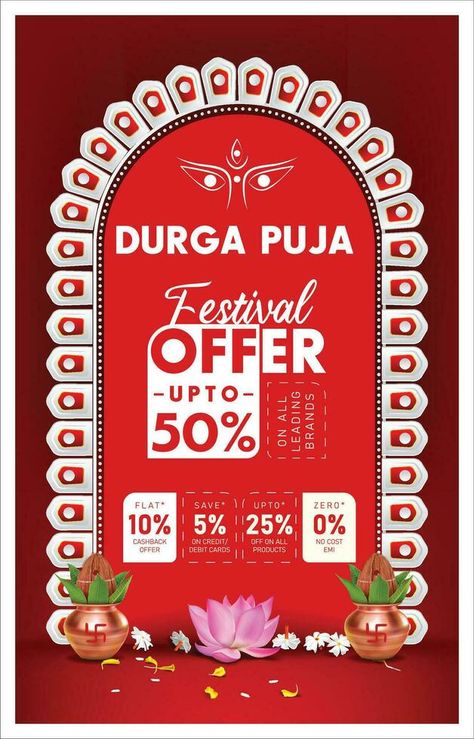 DURGA PUJA
Festival
OFFER
-UPTO-
50%
ON ALL
LEADING
BRANDS
FLAT*
10%
CASHBACK
OFFER
SAVE*
5%
ON CREDIT/
DEBIT CARDS
UPTO*
25%
OFF ON ALL
PRODUCTS
ZERO*
0%
NO COST
EMI